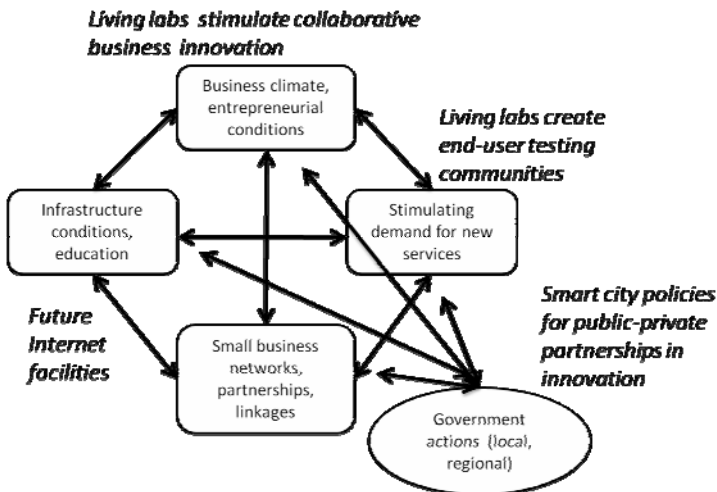 Living labs stimulate collaborative
business innovation
Business climate,
entrepreneurial
conditions
Living labs create
end-user testing
communities
Infrastructure
conditions,
education
Stimulating
demand for new
services
Future
Internet
facilities
Small business
networks,
partnerships,
linkages
Smart city policies
for public-private
partnerships in
innovation
Government
actions (local,
regional)